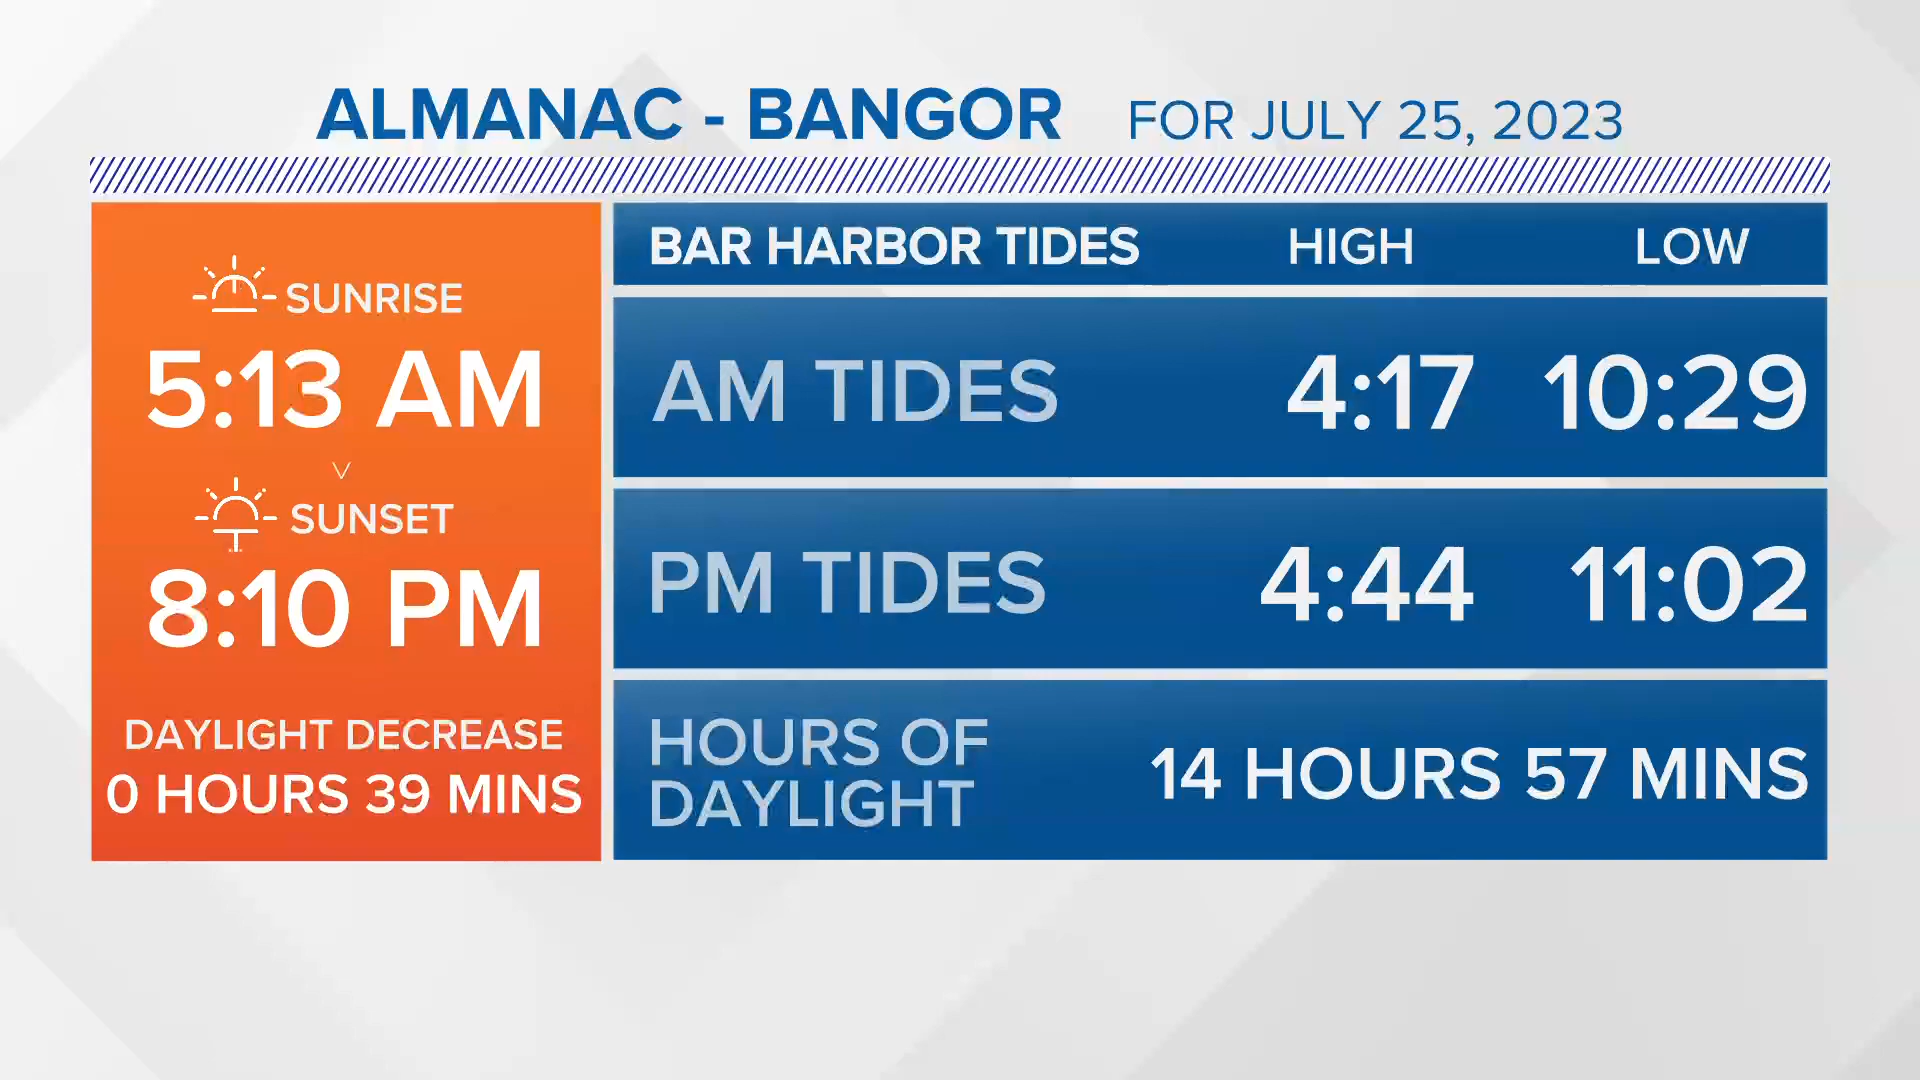 ALMANAC - BANGOR FOR JULY 25, 2023
SUNRISE
5:13 AM
SUNSET
8:10 PM
DAYLIGHT DECREASE
0 HOURS 39 MINS
BAR HARBOR TIDES HIGH LOW
AM TIDES 4:17 10:29
PM TIDES 4:44 11:02
HOURS OF DAYLIGHT 14 HOURS 57 MINS